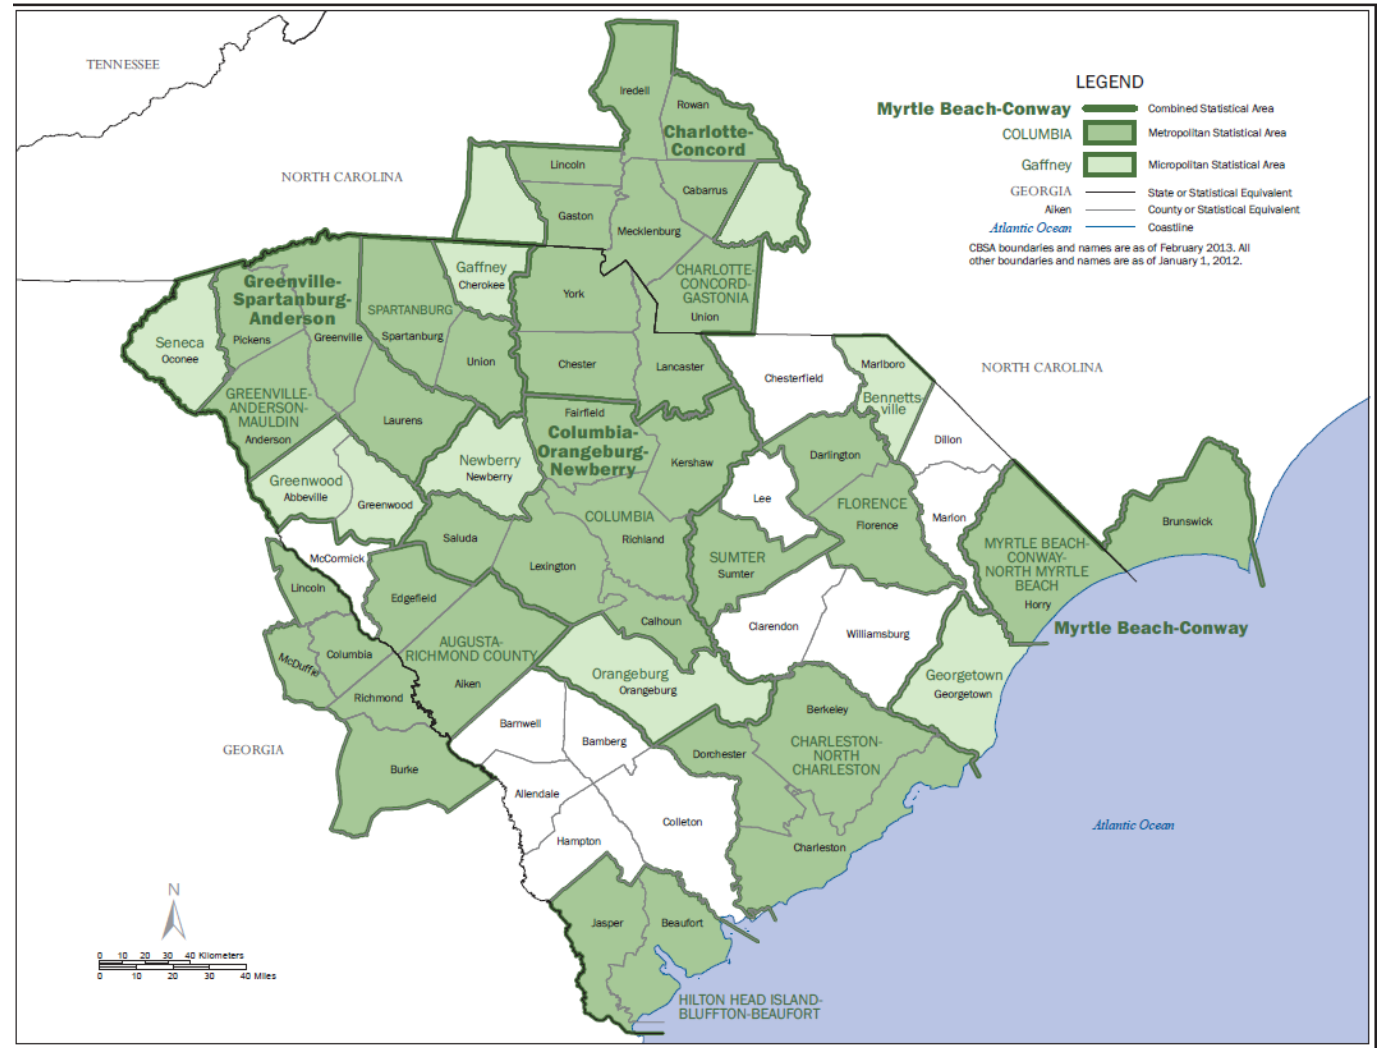 TENNESSEE
NORTH CAROLINA
LEGEND
Myrtle Beach-Conway
Combined Statistical Area
COLUMBIA
Metropolitan Statistical Area
Gaffney
Micropolitan Statistical Area
GEORGIA
State or Statistical Equivalent
Aiken
County or Statistical Equivalent
Atlantic Ocean
Coastline
CBSA boundaries and names are as of February 2013. All
other boundaries and names are as of January 1, 2012.
Iredell
Rowan
Charlotte-
Concord
Lincoln
Cabarrus
Gaston
Mecklenburg
CHARLOTTE-
CONCORD-
GASTONIA
Union
Gaffney
Cherokee
York
Greenville-
Spartanburg-
Anderson
SPARTANBURG
Spartanburg
Pickens
Greenville
Seneca
Oconee
Union
Chester
Lancaster
Chesterfield
Marlboro
Bennetts-
ville
NORTH CAROLINA
GREENVILLE-
ANDERSON-
MAULDIN
Anderson
Laurens
Fairfield
Columbia-
Orangeburg-
Newberry
Kershaw
Darlington
Dillon
Newberry
Newberry
Greenwood
Abbeville
Greenwood
Lee
FLORENCE
Florence
Marion
Brunswick
COLUMBIA
Richland
Saluda
Lexington
SUMTER
Sumter
MYRTLE BEACH-
CONWAY-
NORTH MYRTLE
BEACH
Horry
Myrtle Beach-Conway
McCormick
Lincoln
Edgefield
Calhoun
Clarendon
Williamsburg
AUGUSTA-
RICHMOND COUNTY
Aiken
McDuffie
Columbia
Richmond
Orangeburg
Orangeburg
Georgetown
Georgetown
GEORGIA
Burke
Barnwell
Bamberg
Berkeley
Dorchester
CHARLESTON-
NORTH
CHARLESTON
Allendale
Colleton
Hampton
Charleston
Atlantic Ocean
Jasper
Beaufort
HILTON HEAD ISLAND-
BLUFFTON-BEAUFORT
N
0 10 20 30 40 Kilometers
0 10 20 30 40 Miles